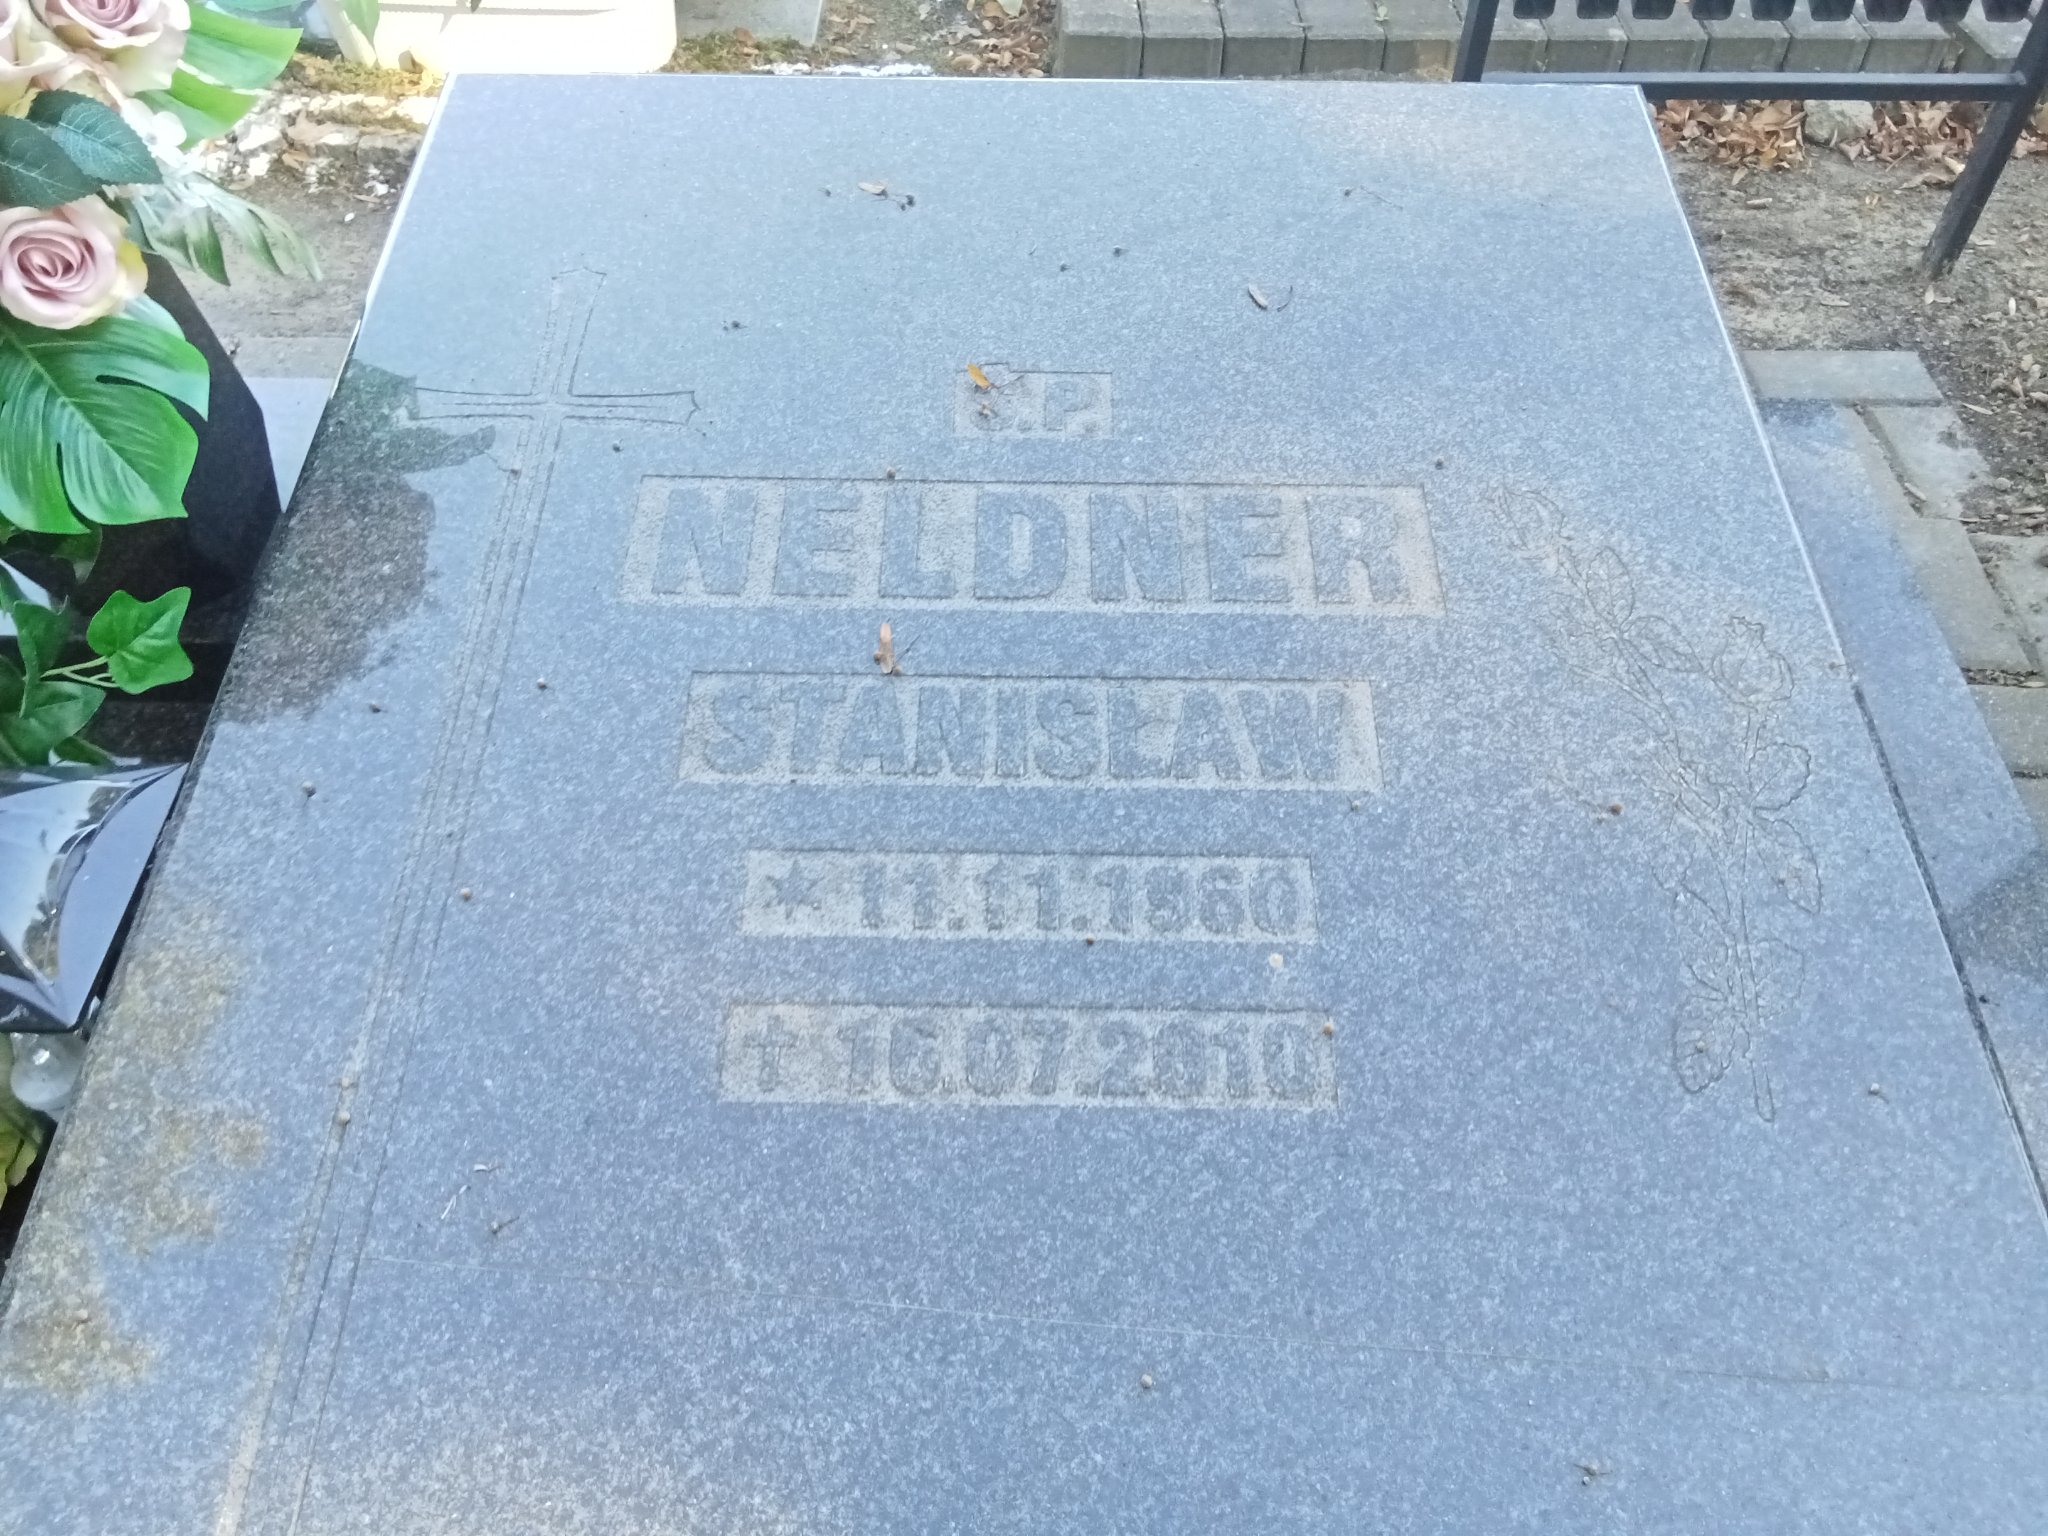 Ś.P.
NELDNER
STANISŁAW
★ 11.11.1960
✝ 16.07.2010